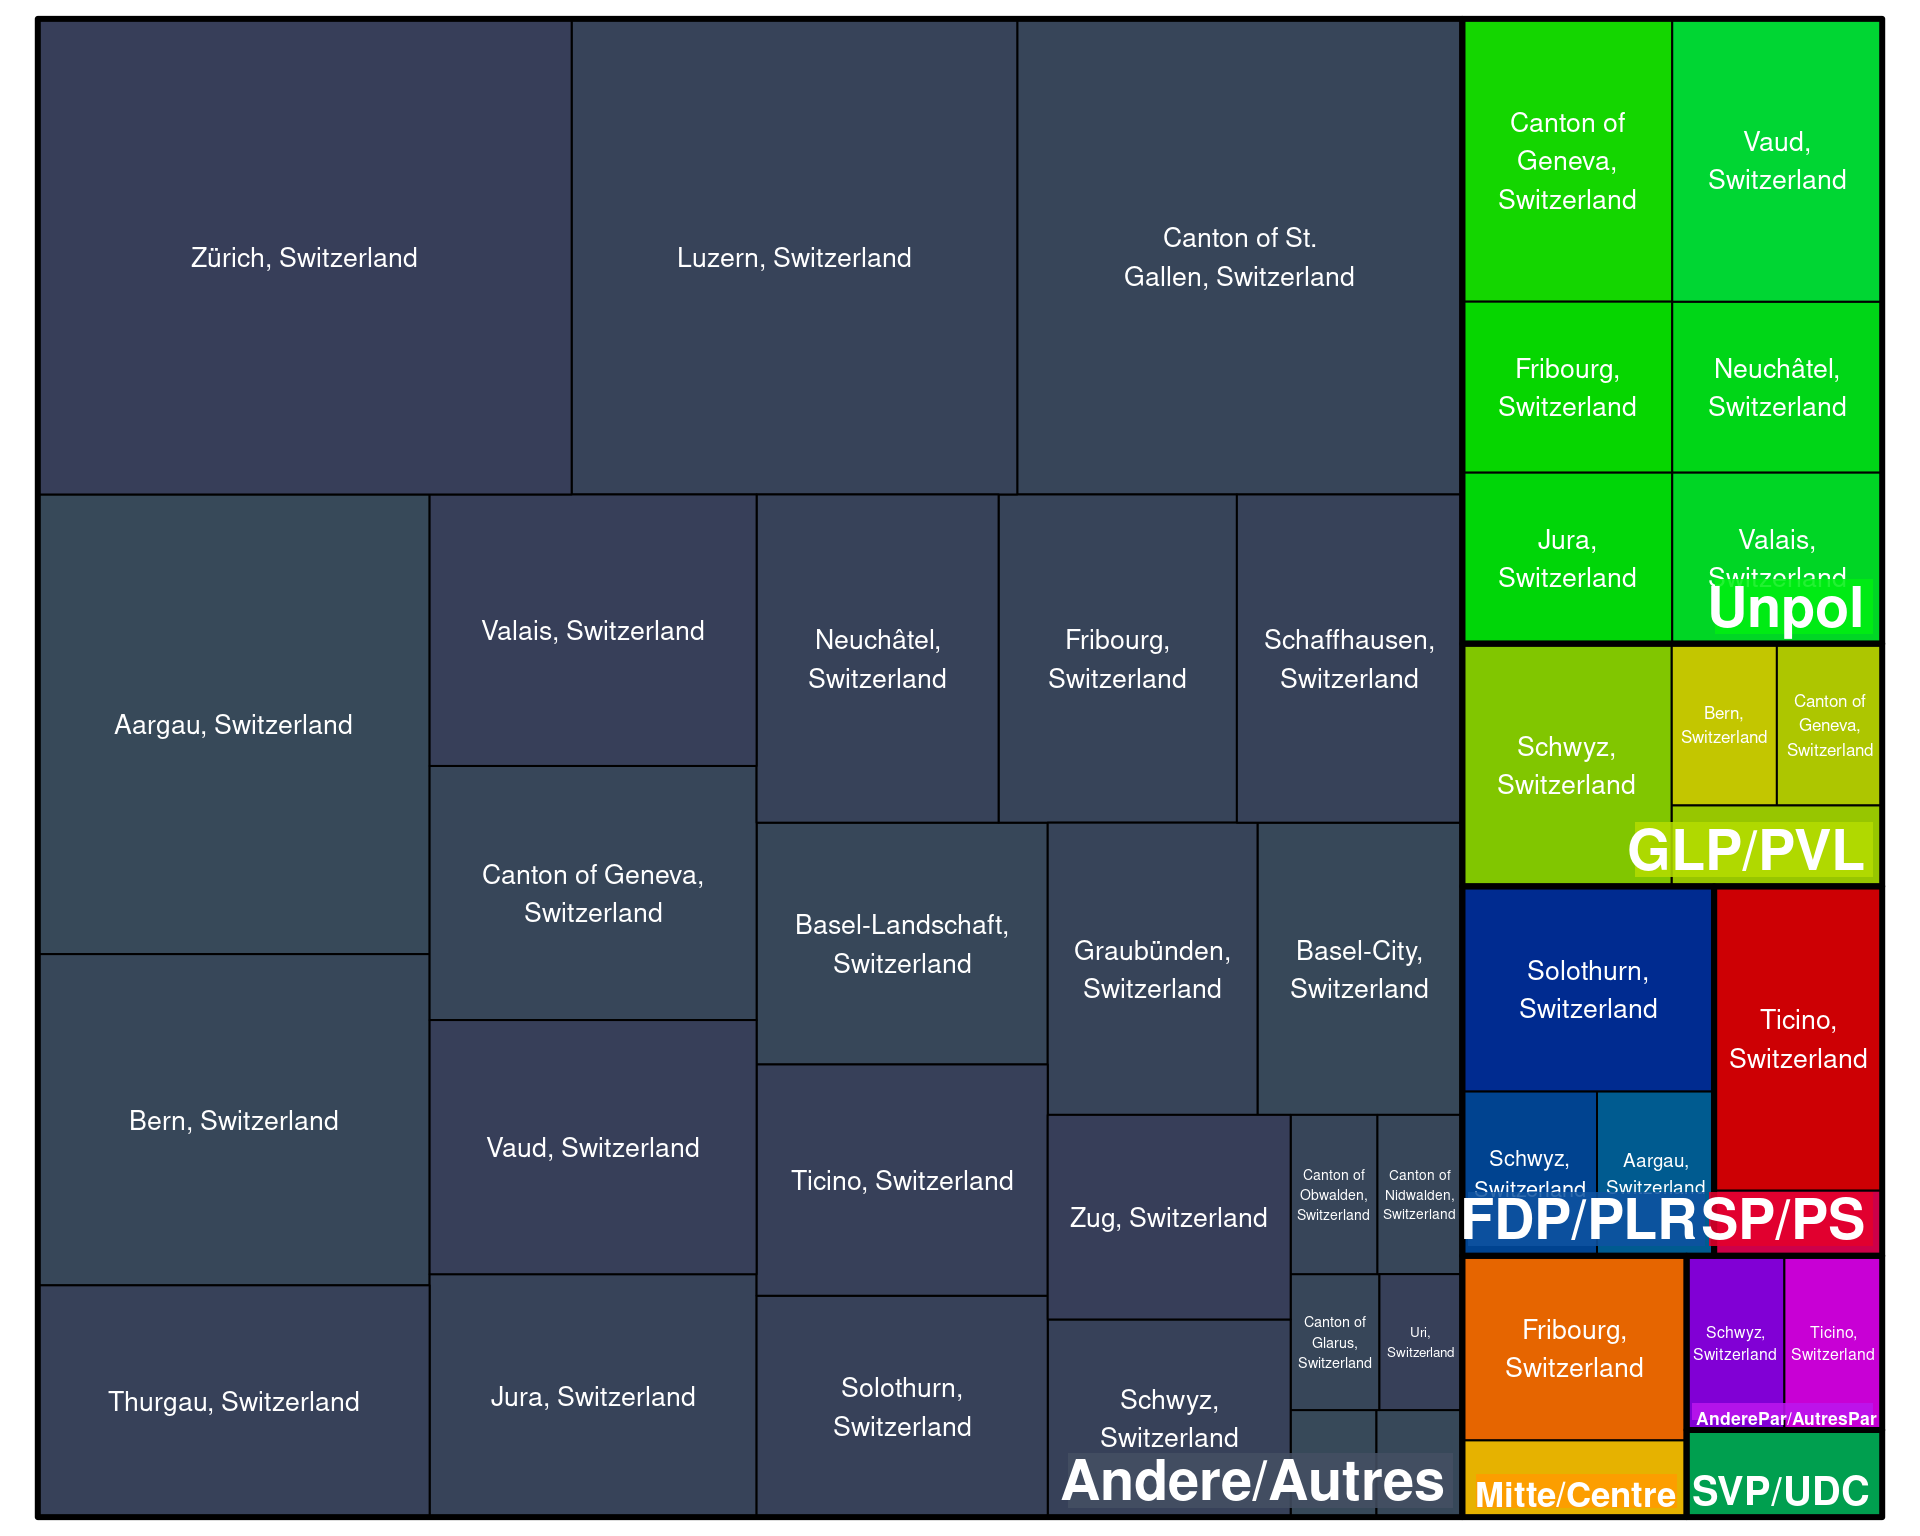 Zürich, Switzerland
Luzern, Switzerland
Canton of St.
Gallen, Switzerland
Aargau, Switzerland
Bern, Switzerland
Thurgau, Switzerland
Valais, Switzerland
Canton of Geneva,
Switzerland
Vaud, Switzerland
Jura, Switzerland
Neuchâtel,
Switzerland
Fribourg,
Switzerland
Schaffhausen,
Switzerland
Basel-Landschaft,
Switzerland
Ticino, Switzerland
Solothurn,
Switzerland
Graubünden,
Switzerland
Basel-City,
Switzerland
Zug, Switzerland
Schwyz,
Switzerland
Canton of
Obwalden,
Switzerland
Canton of
Nidwalden,
Switzerland
Canton of
Glarus,
Switzerland
Uri,
Switzerland
Andere/Autres
Canton of
Geneva,
Switzerland
Vaud,
Switzerland
Fribourg,
Switzerland
Neuchâtel,
Switzerland
Jura,
Switzerland
Valais,
Switzerland
Unpol
Schwyz,
Switzerland
Bern,
Switzerland
Canton of
Geneva,
Switzerland
GLP/PVL
Solothurn,
Switzerland
Schwyz,
Switzerland
Aargau,
Switzerland
FDP/PLR
Ticino,
Switzerland
SP/PS
Fribourg,
Switzerland
Mitte/Centre
Schwyz,
Switzerland
Ticino,
Switzerland
AnderePar/AutresPar
SVP/UDC